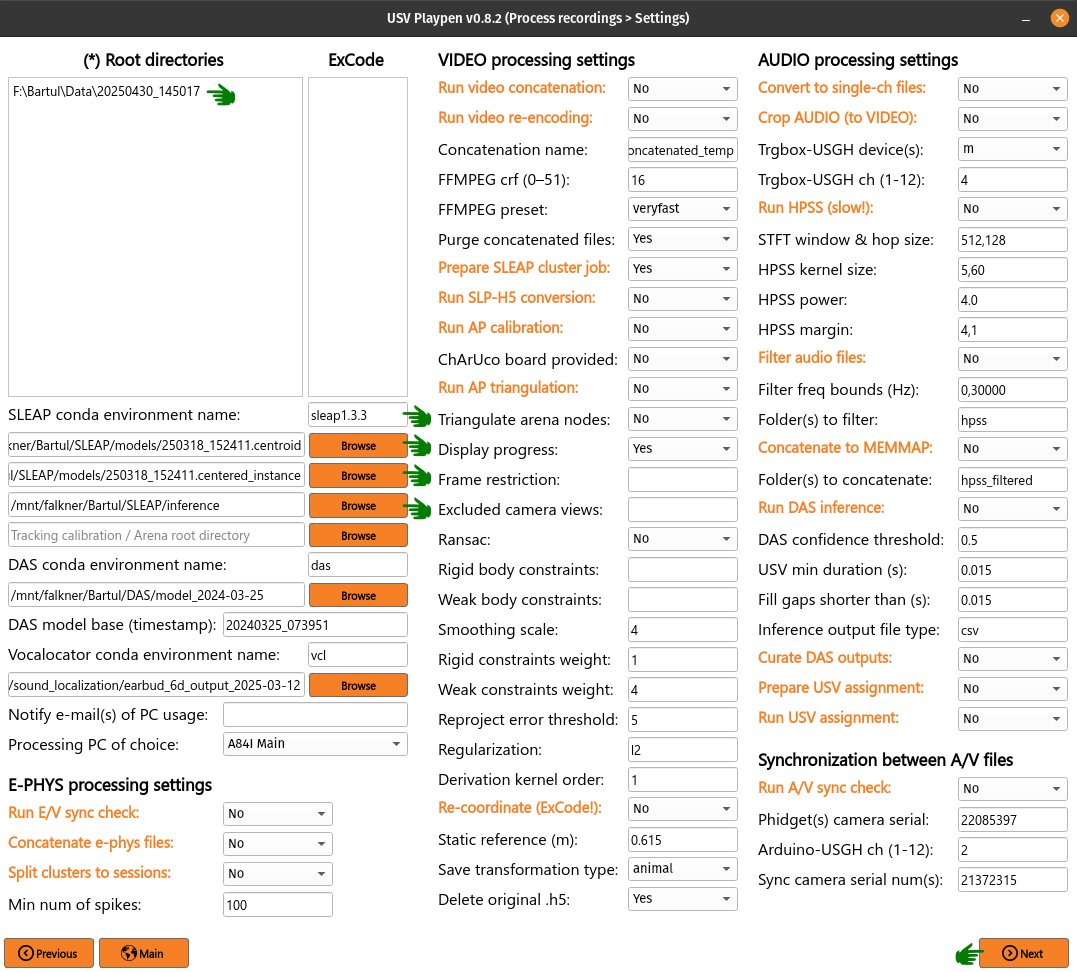 USV Playpen v0.8.2 (Process recordings > Settings)
(*) Root directories
ExCode
F:\Bartul\Data\20250430_145017
SLEAP conda environment name:
sleap1.3.3
kner/Bartul/SLEAP/models/250318_152411.centroid
Browse
l/SLEAP/models/250318_152411.centered_instance
Browse
/mnt/falkner/Bartul/SLEAP/inference
Browse
Tracking calibration / Arena root directory
Browse
DAS conda environment name:
das
/mnt/falkner/Bartul/DAS/model_2024-03-25
Browse
DAS model base (timestamp):
20240325_073951
Vocalocator conda environment name:
vcl
/sound_localization/earbud_6d_output_2025-03-12
Browse
Notify e-mail(s) of PC usage:
Processing PC of choice:
A84I Main
E-PHYS processing settings
Run E/V sync check:
No
Concatenate e-phys files:
No
Split clusters to sessions:
No
Min num of spikes:
100
VIDEO processing settings
Run video concatenation:
No
Run video re-encoding:
No
Concatenation name:
oncatenated_temp
FFMPEG crf (0–51):
16
FFMPEG preset:
veryfast
Purge concatenated files:
Yes
Prepare SLEAP cluster job:
Yes
Run SLP-H5 conversion:
No
Run AP calibration:
No
ChArUco board provided:
No
Run AP triangulation:
No
Triangulate arena nodes:
No
Display progress:
Yes
Frame restriction:
Excluded camera views:
Ransac:
No
Rigid body constraints:
Weak body constraints:
Smoothing scale:
4
Rigid constraints weight:
1
Weak constraints weight:
4
Reproject error threshold:
5
Regularization:
l2
Derivation kernel order:
1
Re-coordinate (ExCode!):
No
Static reference (m):
0.615
Save transformation type:
animal
Delete original .h5:
Yes
AUDIO processing settings
Convert to single-ch files:
No
Crop AUDIO (to VIDEO):
No
Trgbox-USGH device(s):
m
Trgbox-USGH ch (1-12):
4
Run HPSS (slow!):
No
STFT window & hop size:
512,128
HPSS kernel size:
5,60
HPSS power:
4.0
HPSS margin:
4,1
Filter audio files:
No
Filter freq bounds (Hz):
0,30000
Folder(s) to filter:
hpss
Concatenate to MEMMAP:
No
Folder(s) to concatenate:
hpss_filtered
Run DAS inference:
No
DAS confidence threshold:
0.5
USV min duration (s):
0.015
Fill gaps shorter than (s):
0.015
Inference output file type:
csv
Curate DAS outputs:
No
Prepare USV assignment:
No
Run USV assignment:
No
Synchronization between A/V files
Run A/V sync check:
No
Phidget(s) camera serial:
22085397
Arduino-USGH ch (1-12):
2
Sync camera serial num(s):
21372315
Previous
Main
Next